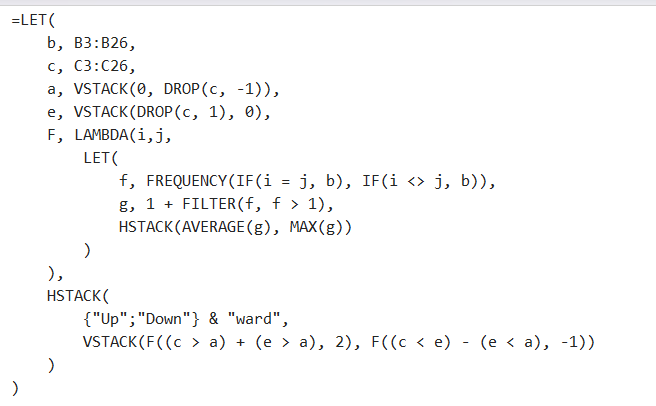 =LET(
b, B3:B26,
c, C3:C26,
a, VSTACK(0, DROP(c, -1)),
e, VSTACK(DROP(c, 1), 0),
F, LAMBDA(i,j,
LET(
f, FREQUENCY(IF(i = j, b), IF(i <> j, b)),
g, 1 + FILTER(f, f > 1),
HSTACK(AVERAGE(g), MAX(g))
)
),
HSTACK(
{"Up";"Down"} & "ward",
VSTACK(F((c > a) + (e > a), 2), F((c < e) - (e < a), -1))
)
)